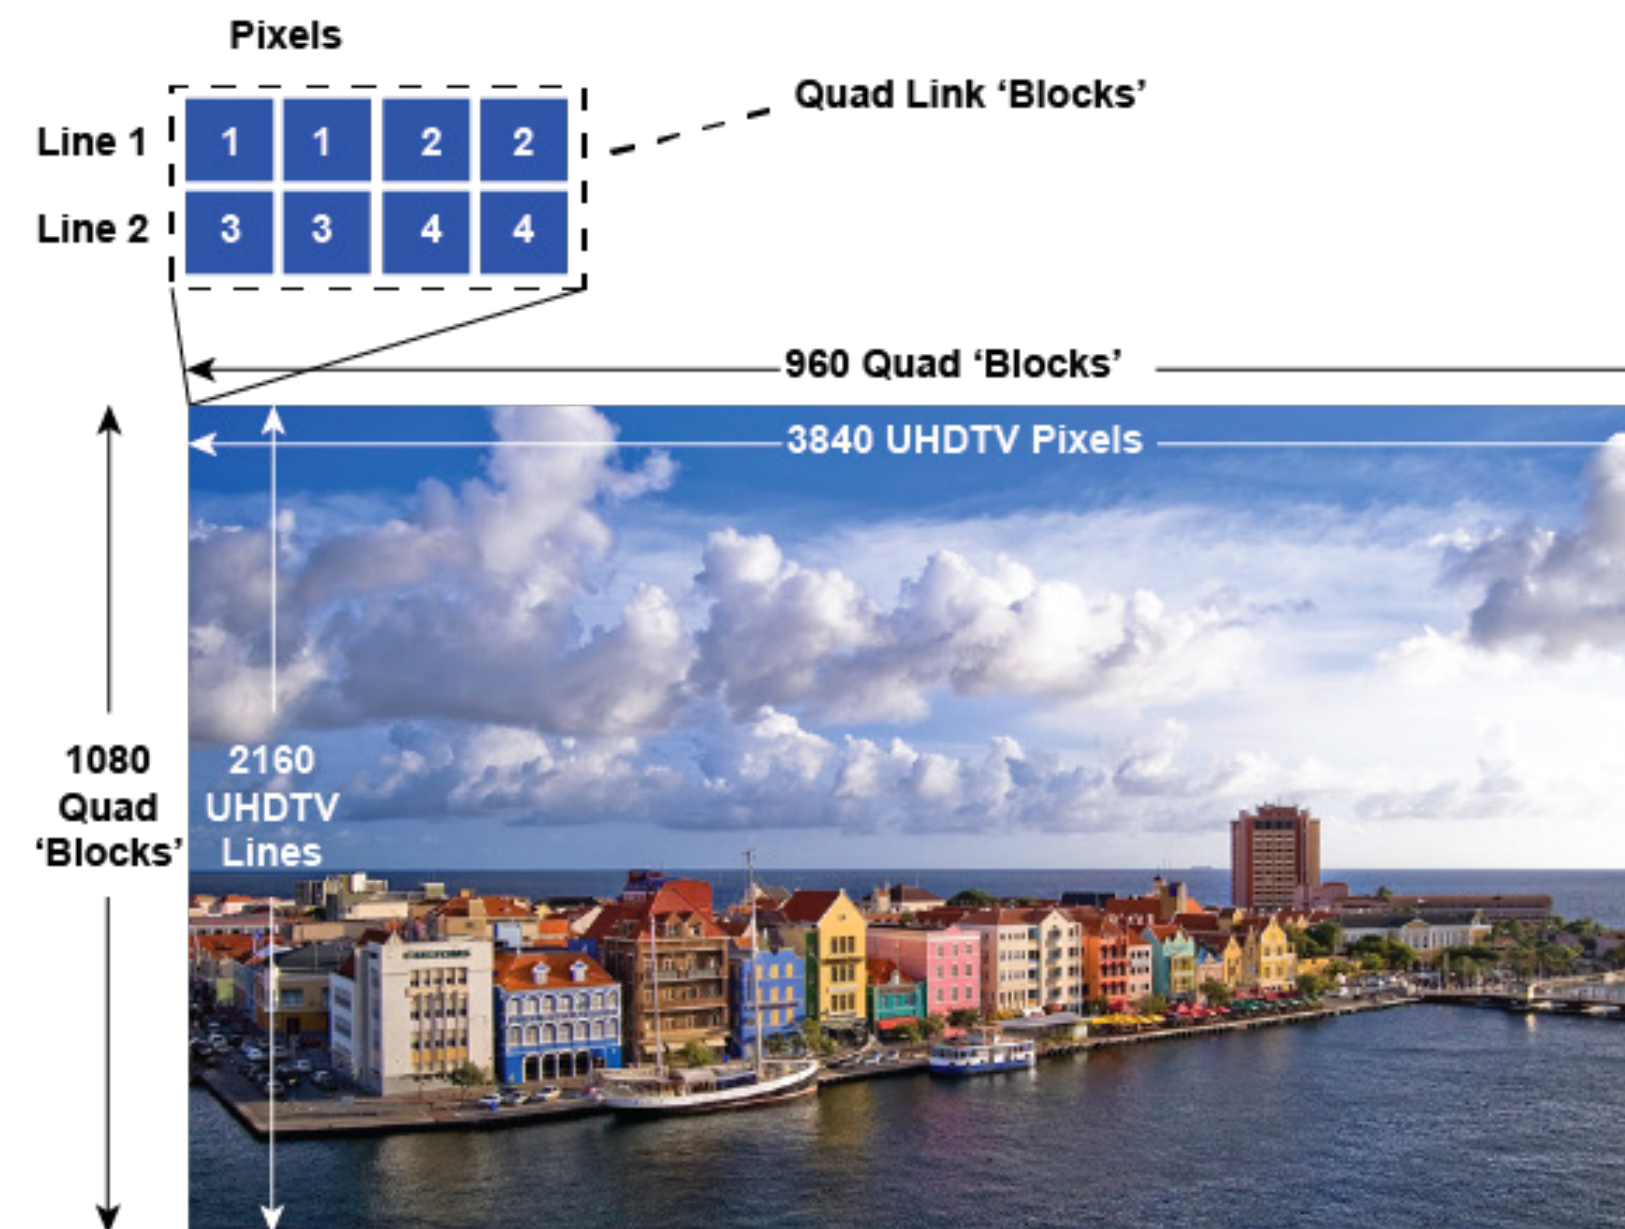 Pixels
Quad Link ‘Blocks’
Line 1 1 1 2 2
Line 2 3 3 4 4
960 Quad ‘Blocks’
3840 UHDTV Pixels
1080
Quad
‘Blocks’
2160
UHDTV
Lines